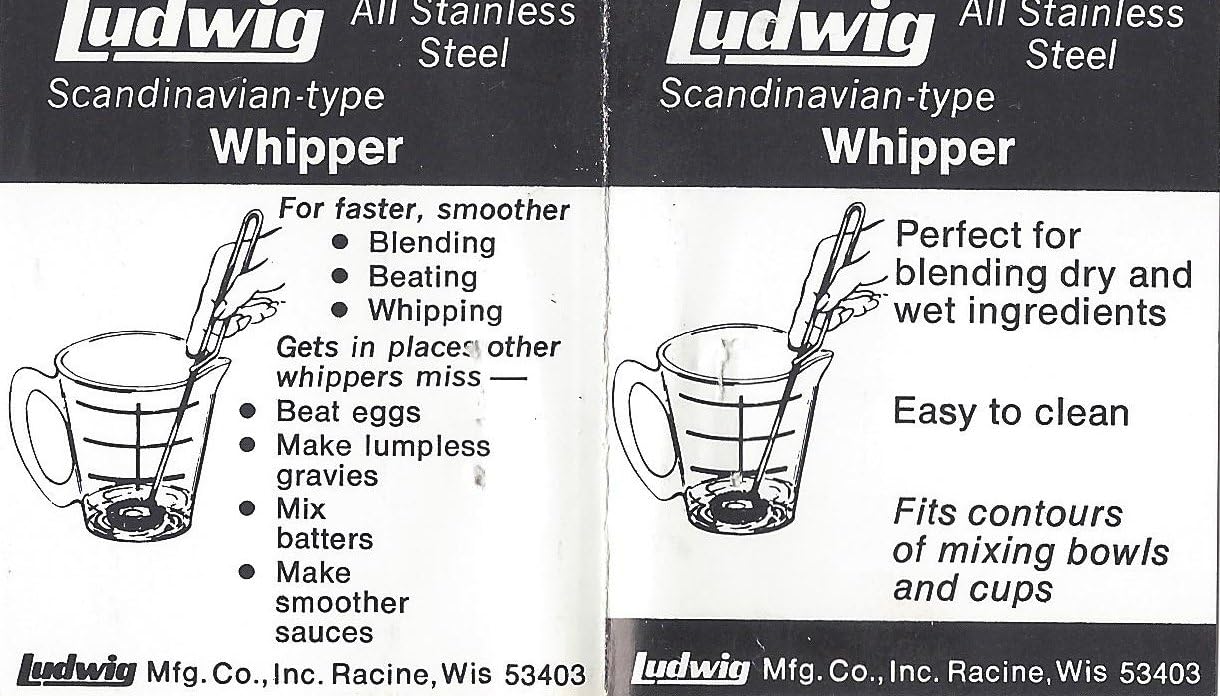 Ludwig All Stainless
Steel
Scandinavian-type
Whipper
For faster, smoother
● Blending
● Beating
● Whipping
Gets in places other
whippers miss —
● Beat eggs
● Make lumpless
gravies
● Mix
batters
● Make
smoother
sauces
Ludwig Mfg. Co., Inc. Racine, Wis 53403
Ludwig All Stainless
Steel
Scandinavian-type
Whipper
Perfect for
blending dry and
wet ingredients
Easy to clean
Fits contours
of mixing bowls
and cups
Ludwig Mfg. Co., Inc. Racine, Wis 53403